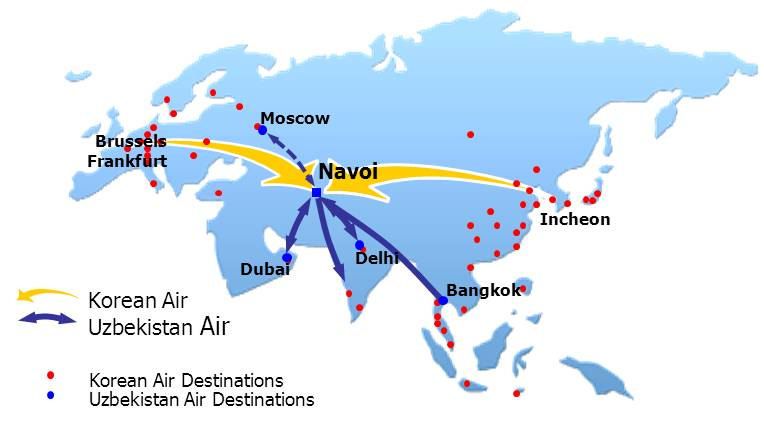 Moscow
Brussels
Frankfurt
Navoi
Incheon
Dubai
Delhi
Bangkok
Korean Air
Uzbekistan Air
Korean Air Destinations
Uzbekistan Air Destinations